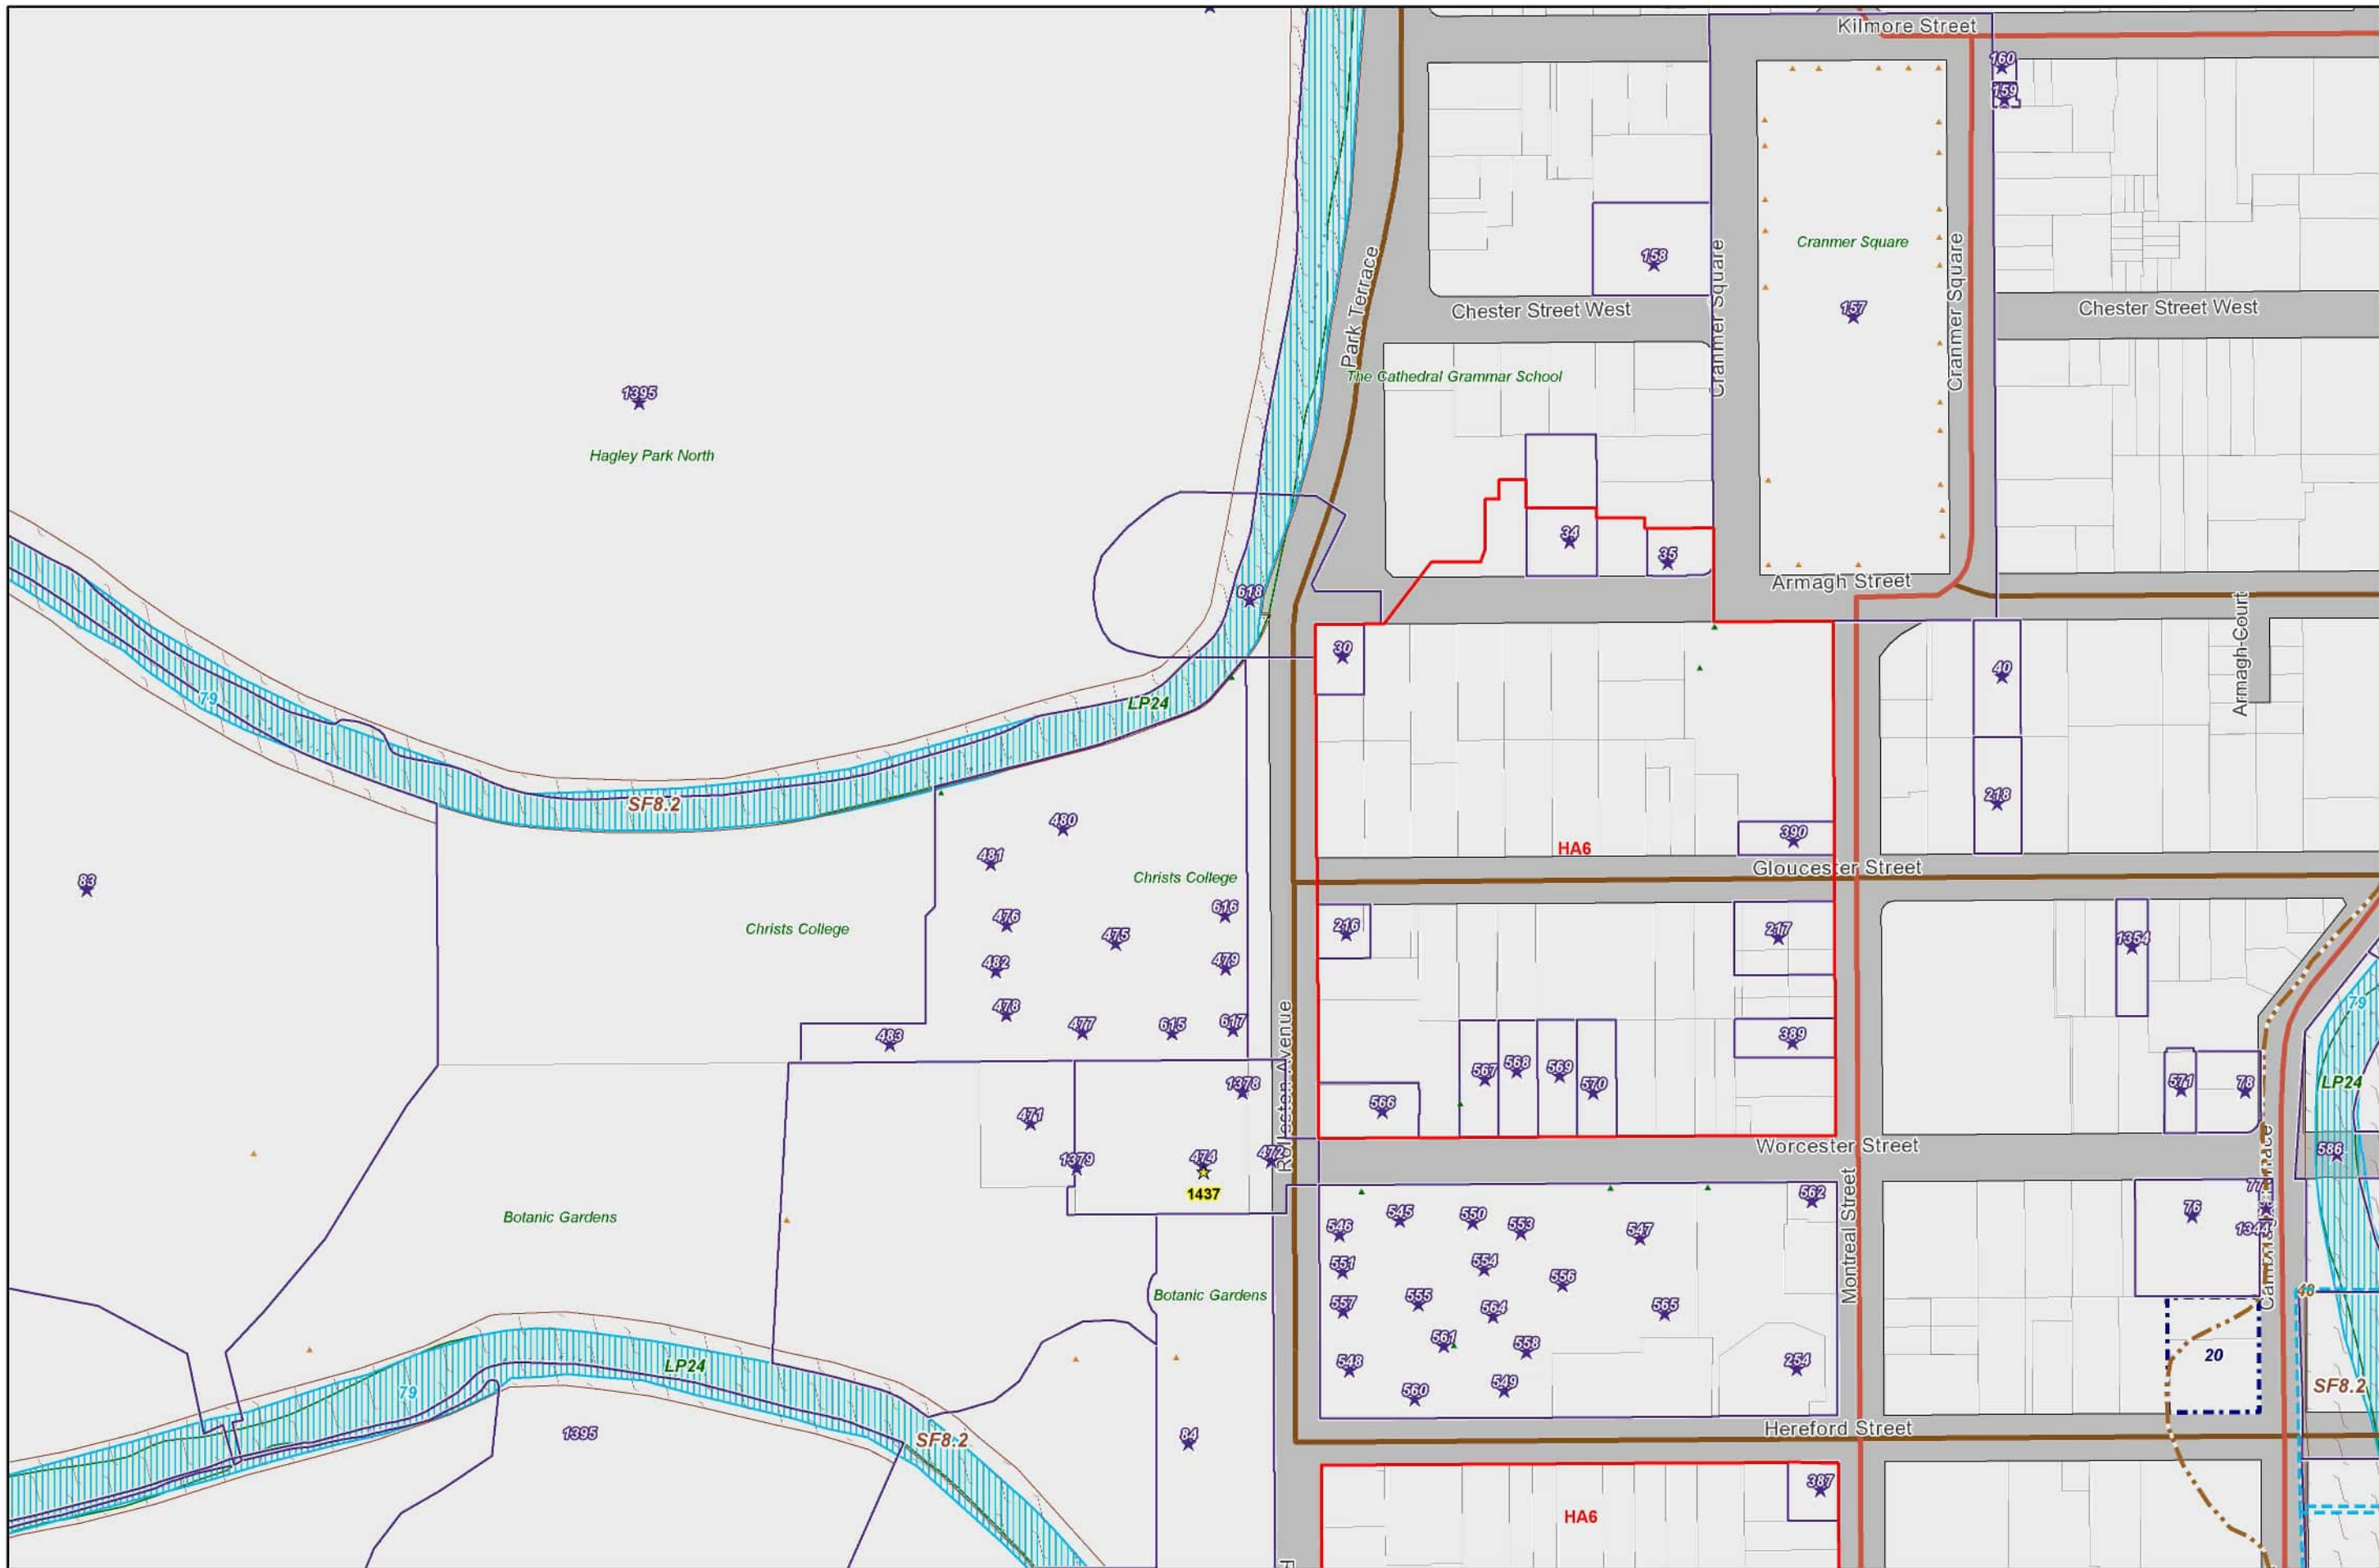 Kilmore Street
160
159
Cranmer Square
158
Cranmer Square
Cranmer Square
Park Terrace
Chester Street West
157
Chester Street West
The Cathedral Grammar School
1395
Hagley Park North
34
35
Armagh Street
618
Armagh Court
30
40
79
LP24
218
SF8.2
480
390
HA6
481
Gloucester Street
Christs College
83
616
476
Christs College
475
216
217
1354
482
479
478
477
615
617
483
389
79
567
568
569
570
LP24
1378
571
78
566
471
Rolleston Avenue
Worcester Street
586
1379
474
472
1437
77
562
76
546
545
550
553
547
1344
Botanic Gardens
Montreal Street
551
554
556
Botanic Gardens
48
557
555
564
565
561
558
20
LP24
548
254
79
549
560
SF8.2
Hereford Street
1395
84
SF8.2
387
HA6